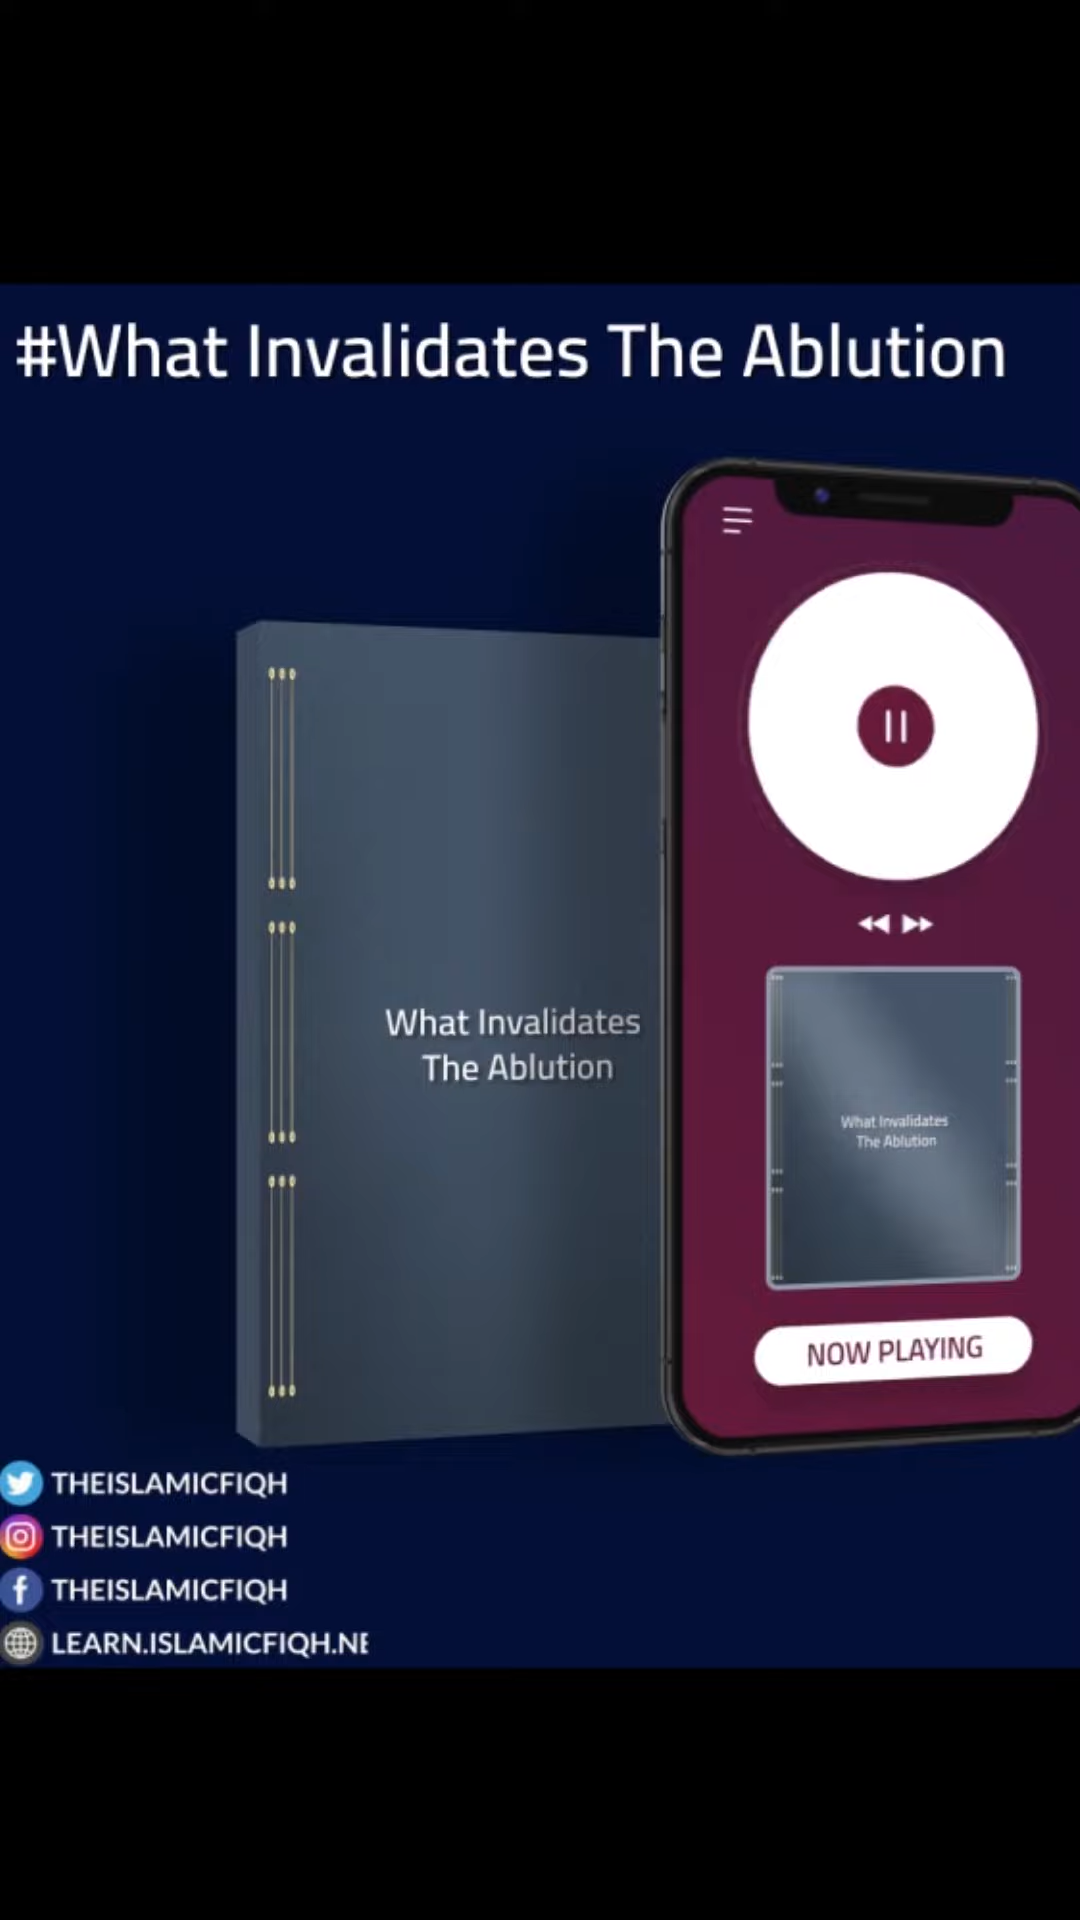 #What Invalidates The Ablution
What Invalidates
The Ablution
What Invalidates
The Ablution
NOW PLAYING
THEISLAMICFIQH
THEISLAMICFIQH
THEISLAMICFIQH
LEARN.ISLAMICFIQH.NE